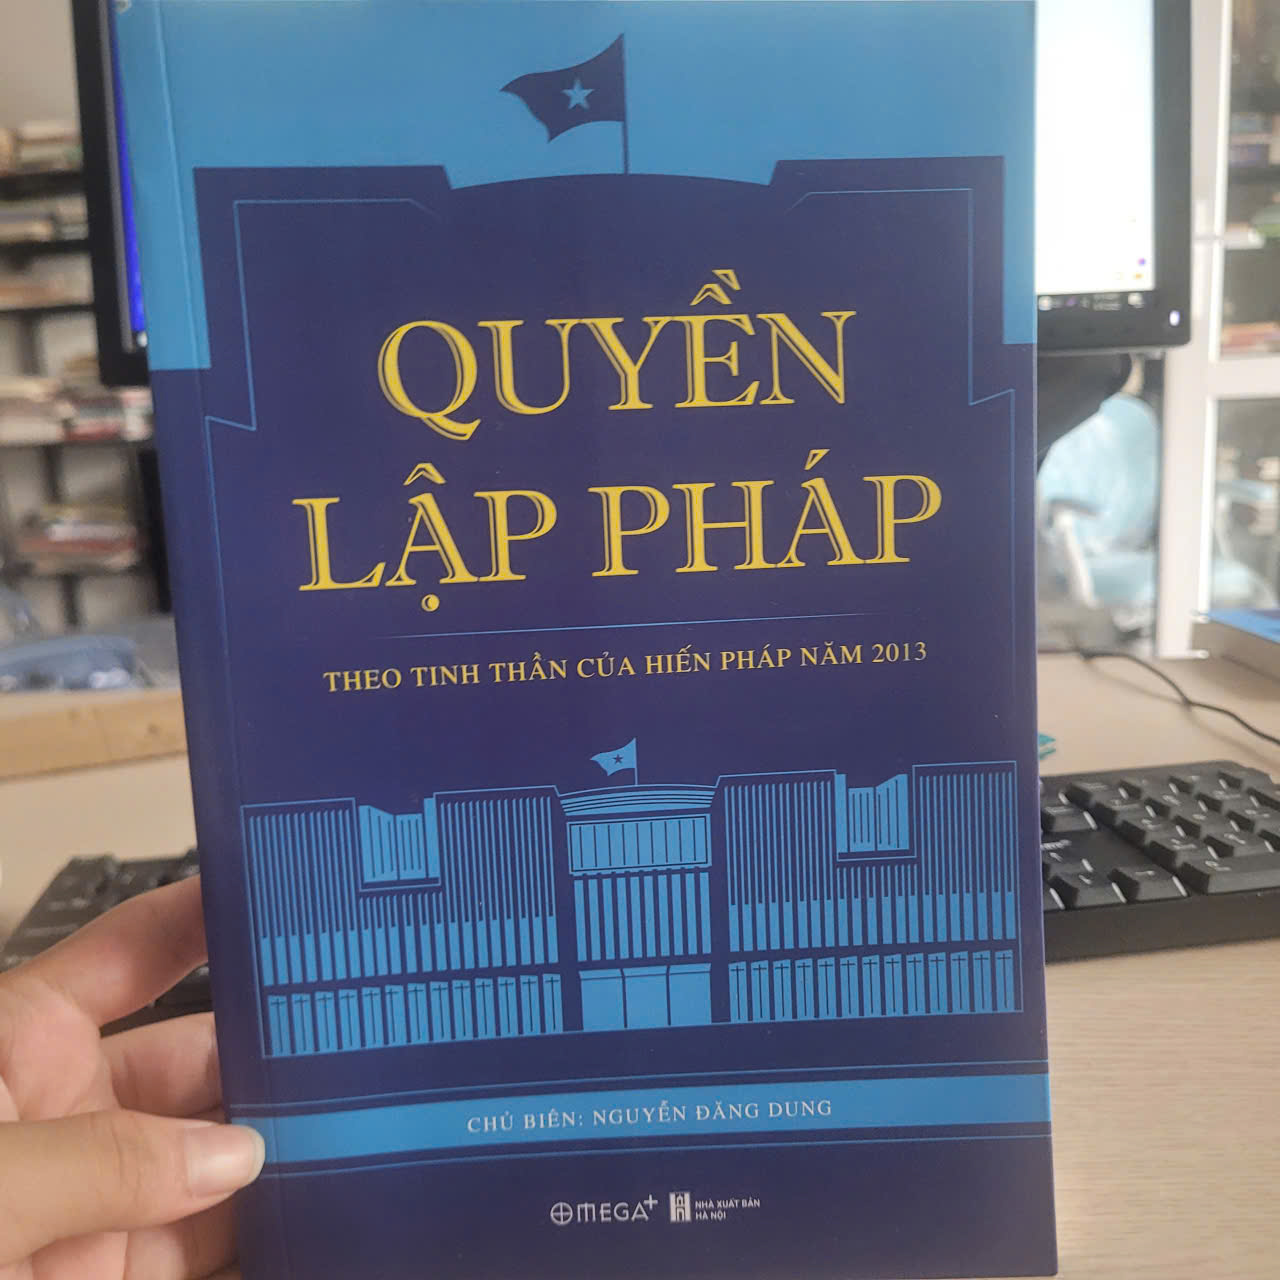 QUYỀN
LẬP PHÁP
THEO TINH THẦN CỦA HIẾN PHÁP NĂM 2013
CHỦ BIÊN: NGUYỄN ĐĂNG DUNG
OMEGA+
NHÀ XUẤT BẢN
HÀ NỘI